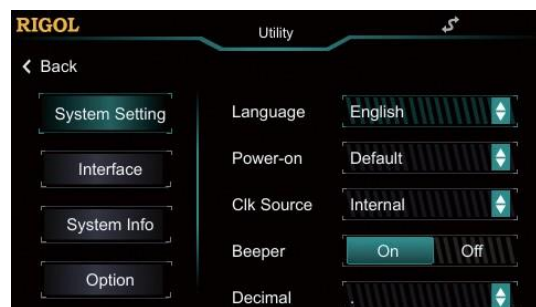 RIGOL
Utility
Back
System Setting
Interface
System Info
Option
Language English
Power-on Default
Clk Source Internal
Beeper On Off
Decimal .